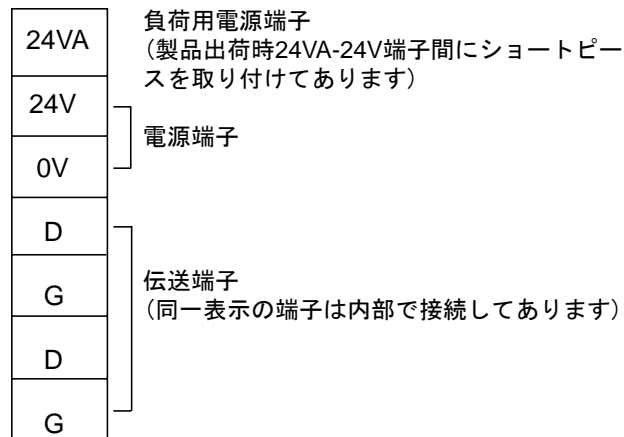 24VA
負荷用電源端子
（製品出荷時24VA-24V端子間にショートピー
スを取り付けてあります）
24V
電源端子
0V
D
伝送端子
G
（同一表示の端子は内部で接続してあります）
D
G